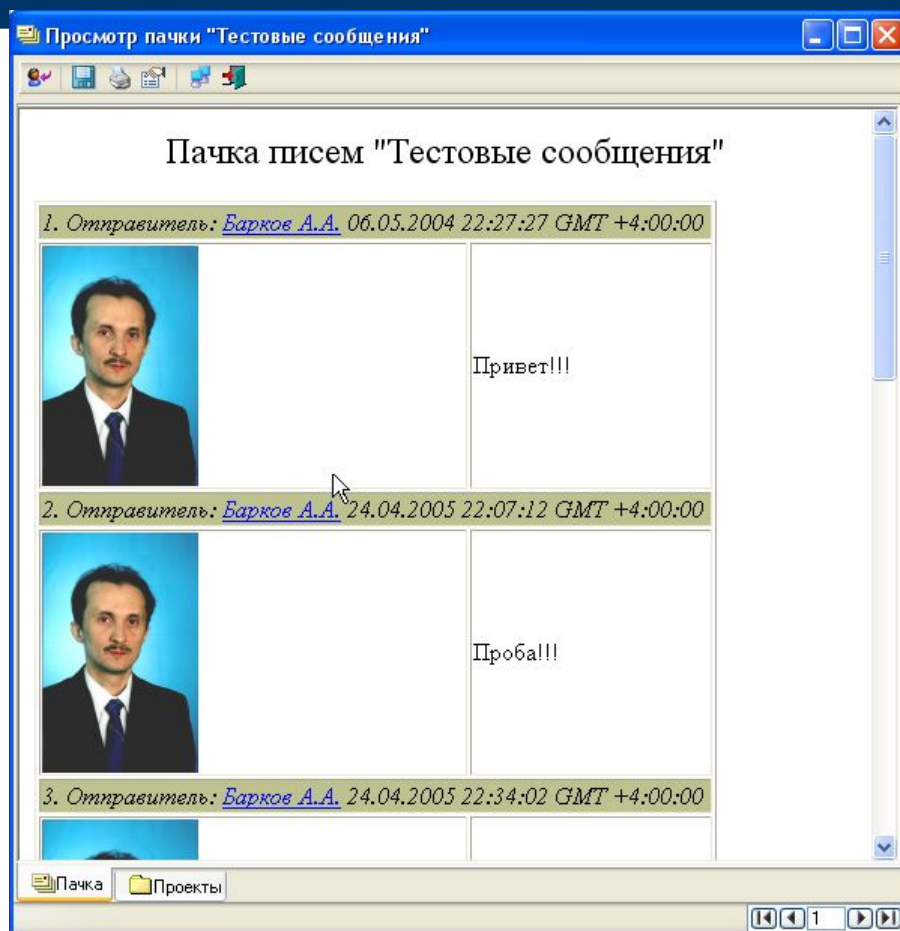 Просмотр пачки "Тестовые сообщения"
Пачка писем "Тестовые сообщения"
1. Отправитель: Барков А.А. 06.05.2004 22:27:27 GMT +4:00:00
Привет!!!
2. Отправитель: Барков А.А. 24.04.2005 22:07:12 GMT +4:00:00
Проба!!!
3. Отправитель: Барков А.А. 24.04.2005 22:34:02 GMT +4:00:00
Пачка Проекты
1